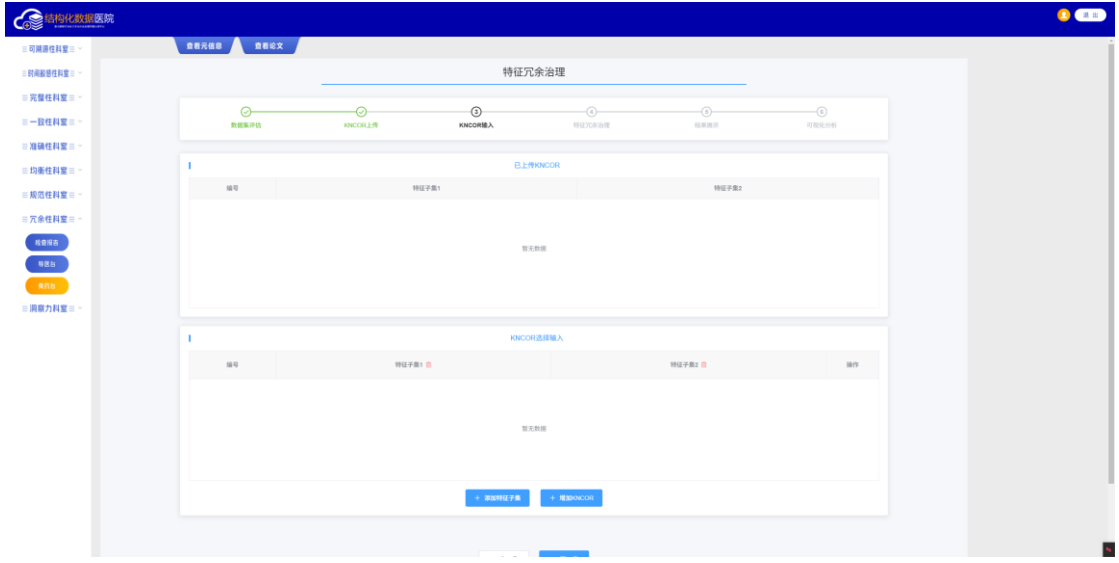 结构化数据医院
退 出
可溯源性科室
时间敏感性科室
完整性科室
一致性科室
准确性科室
均衡性科室
规范性科室
冗余性科室
检查报告
导医台
洞察力科室
查看元信息
查看论文
特征冗余治理
数据集评估
KNCOR上传
3
KNCOR输入
4
特征冗余治理
5
结果展示
6
可视化分析
已上传KNCOR
编号
特征子集1
特征子集2
暂无数据
KNCOR选择输入
编号
特征子集1
特征子集2
操作
暂无数据
+ 添加特征子集
+ 增加KNCOR